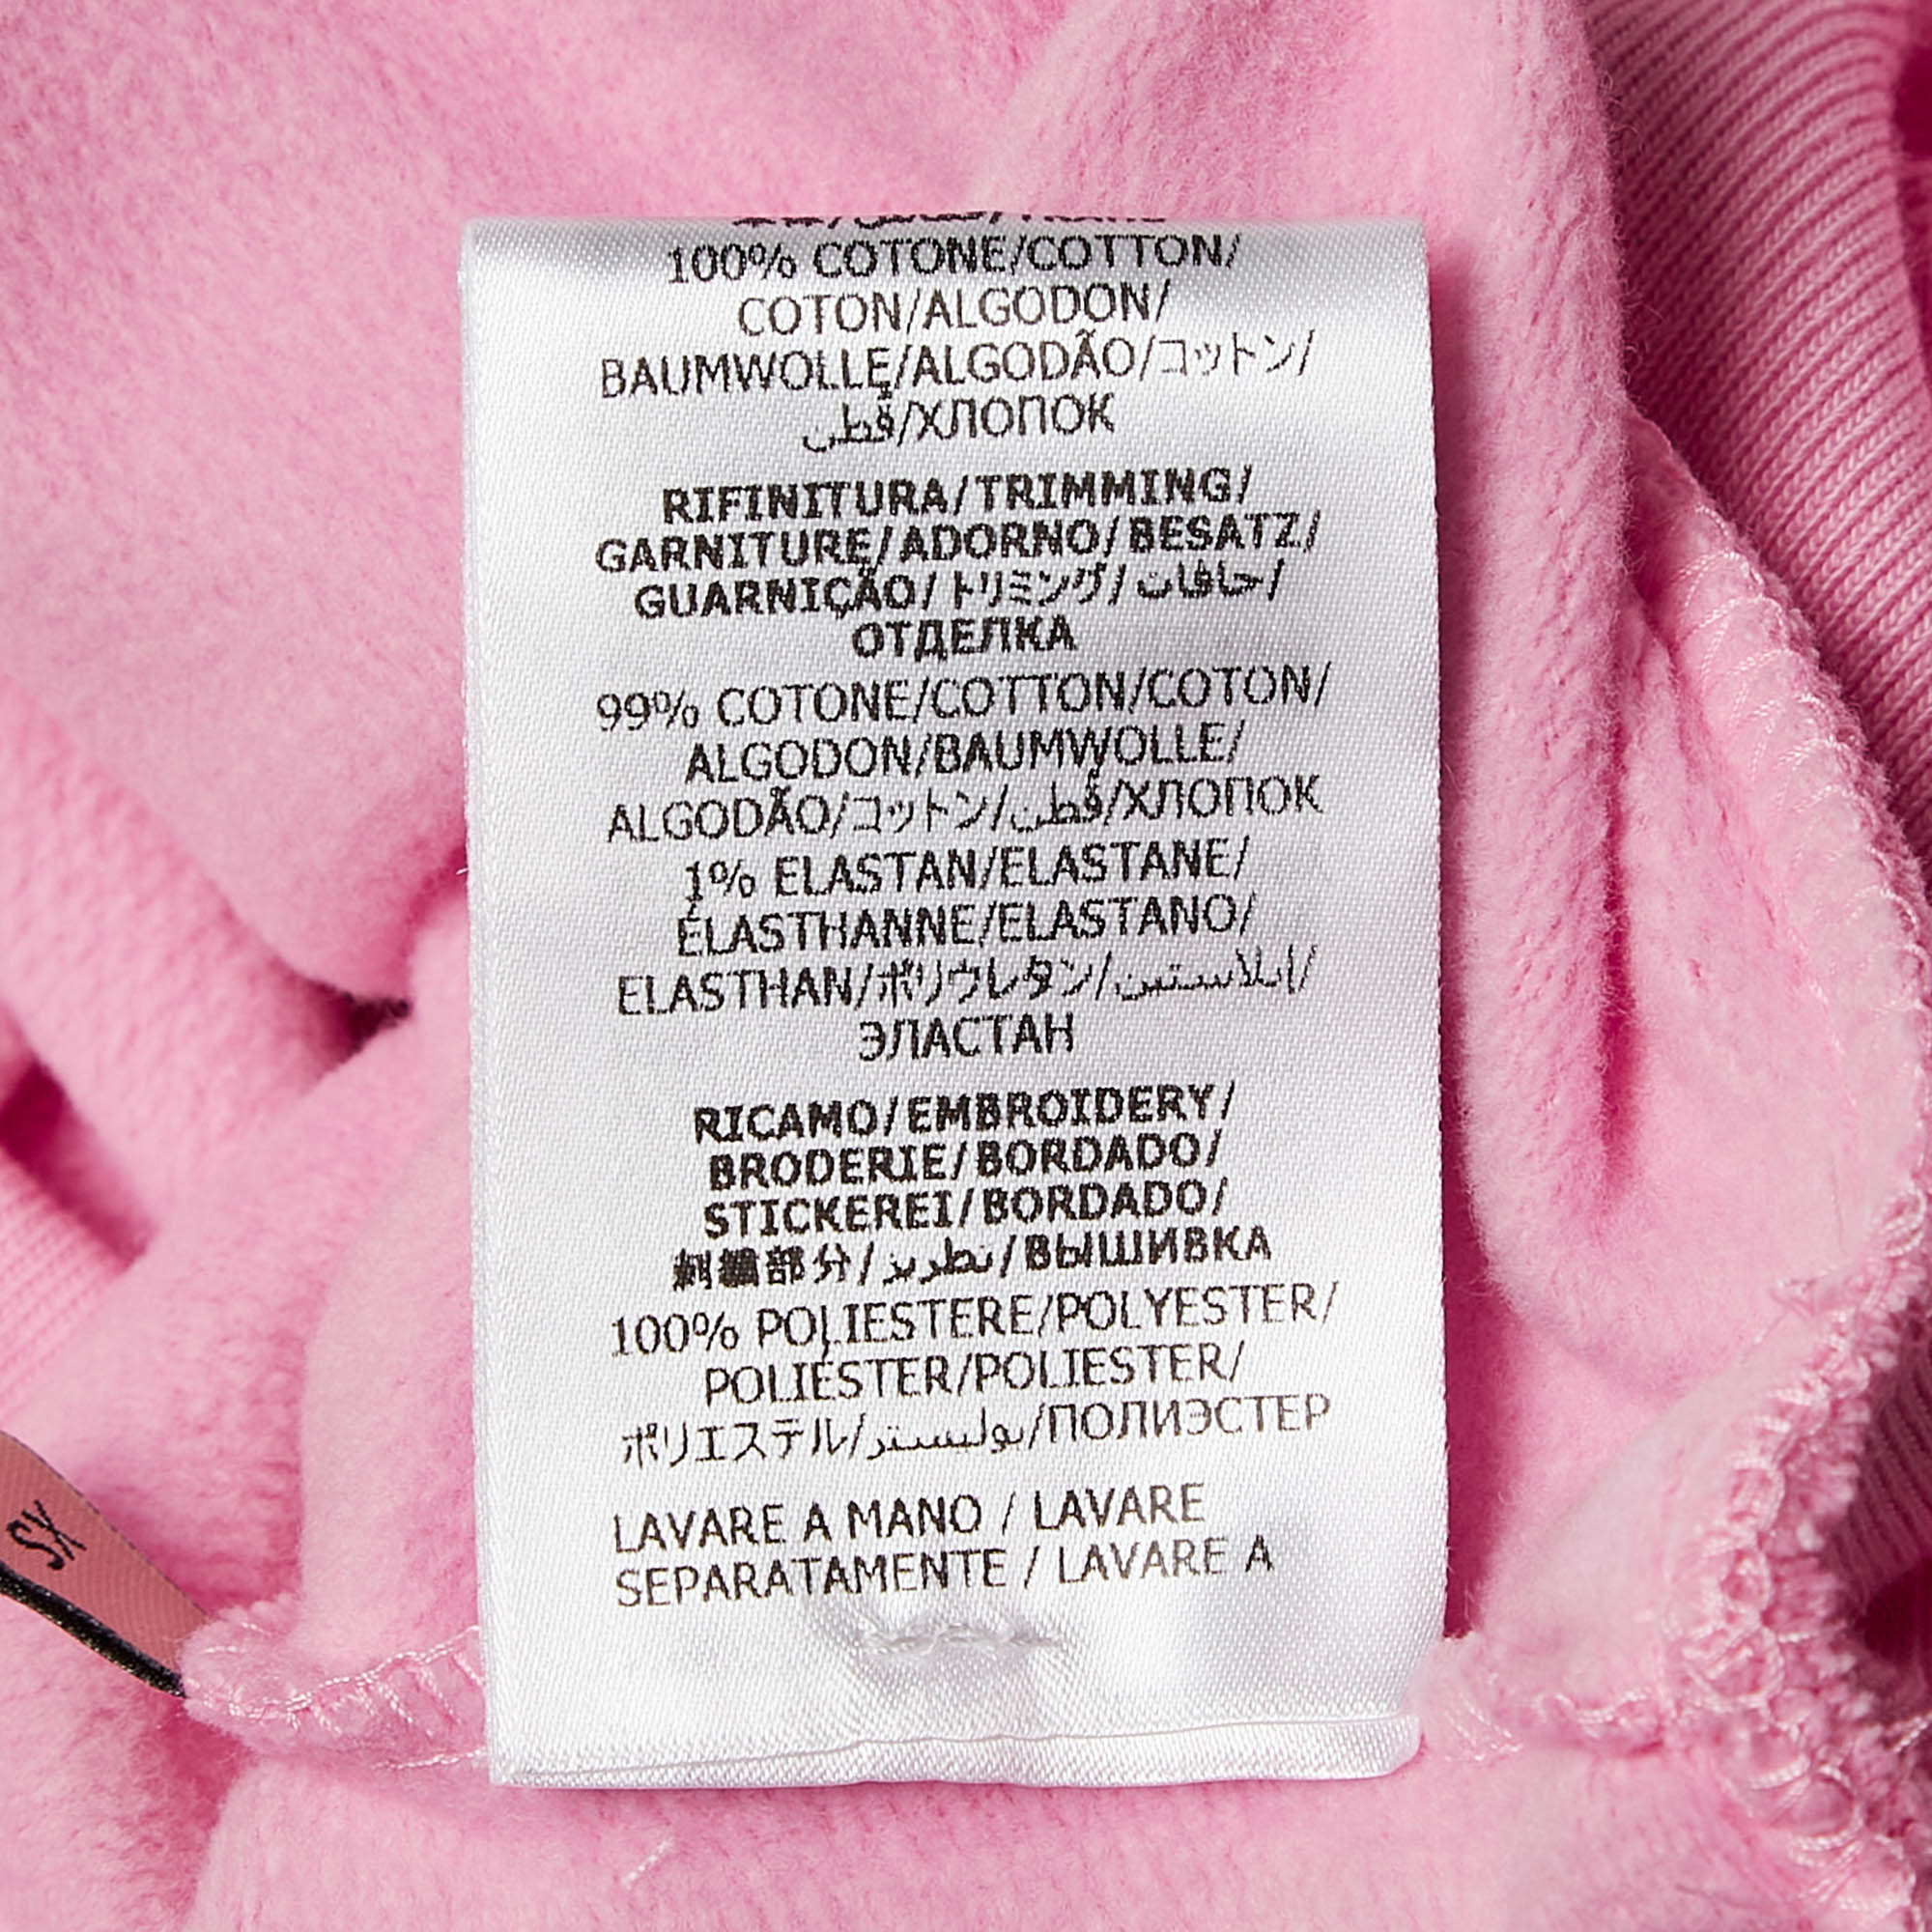 100% COTONE/COTTON/
COTON/ALGODON/
BAUMWOLLE/ALGODÃO/コットン/
قطن/ХЛОПОК
RIFINITURA/TRIMMING/
GARNITURE/ADORNO/BESATZ/
GUARNIÇÃO/トリミング/حافات/
ОТДЕЛКА
99% COTONE/COTTON/COTON/
ALGODON/BAUMWOLLE/
ALGODÃO/コットン/قطن/ХЛОПОК
1% ELASTAN/ELASTANE/
ÉLASTHANNE/ELASTANO/
ELASTHAN/ポリウレタン/إيلاستين/
ЭЛАСТАН
RICAMO/EMBROIDERY/
BRODERIE/BORDADO/
STICKEREI/BORDADO/
刺繍部分/تطريز/ВЫШИВКА
100% POLIESTERE/POLYESTER/
POLIÉSTER/POLIESTER/
ポリエステル/بوليستر/ПОЛИЭСТЕР
LAVARE A MANO / LAVARE
SEPARATAMENTE / LAVARE A
XS